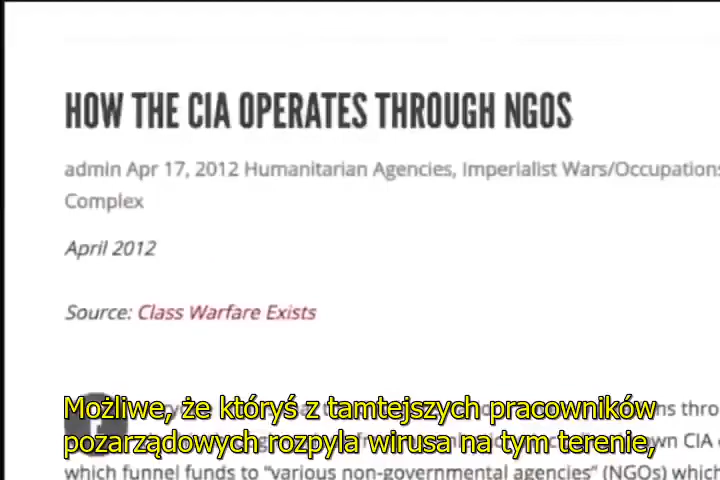 HOW THE CIA OPERATES THROUGH NGOS
admin Apr 17, 2012 Humanitarian Agencies, Imperialist Wars/Occupations
Complex
April 2012
Source: Class Warfare Exists
Możliwe, że któryś z tamtejszych pracowników
pozarządowych rozpyla wirusa na tym terenie,
which funnel funds to "various non-governmental agencies" (NGOs) which